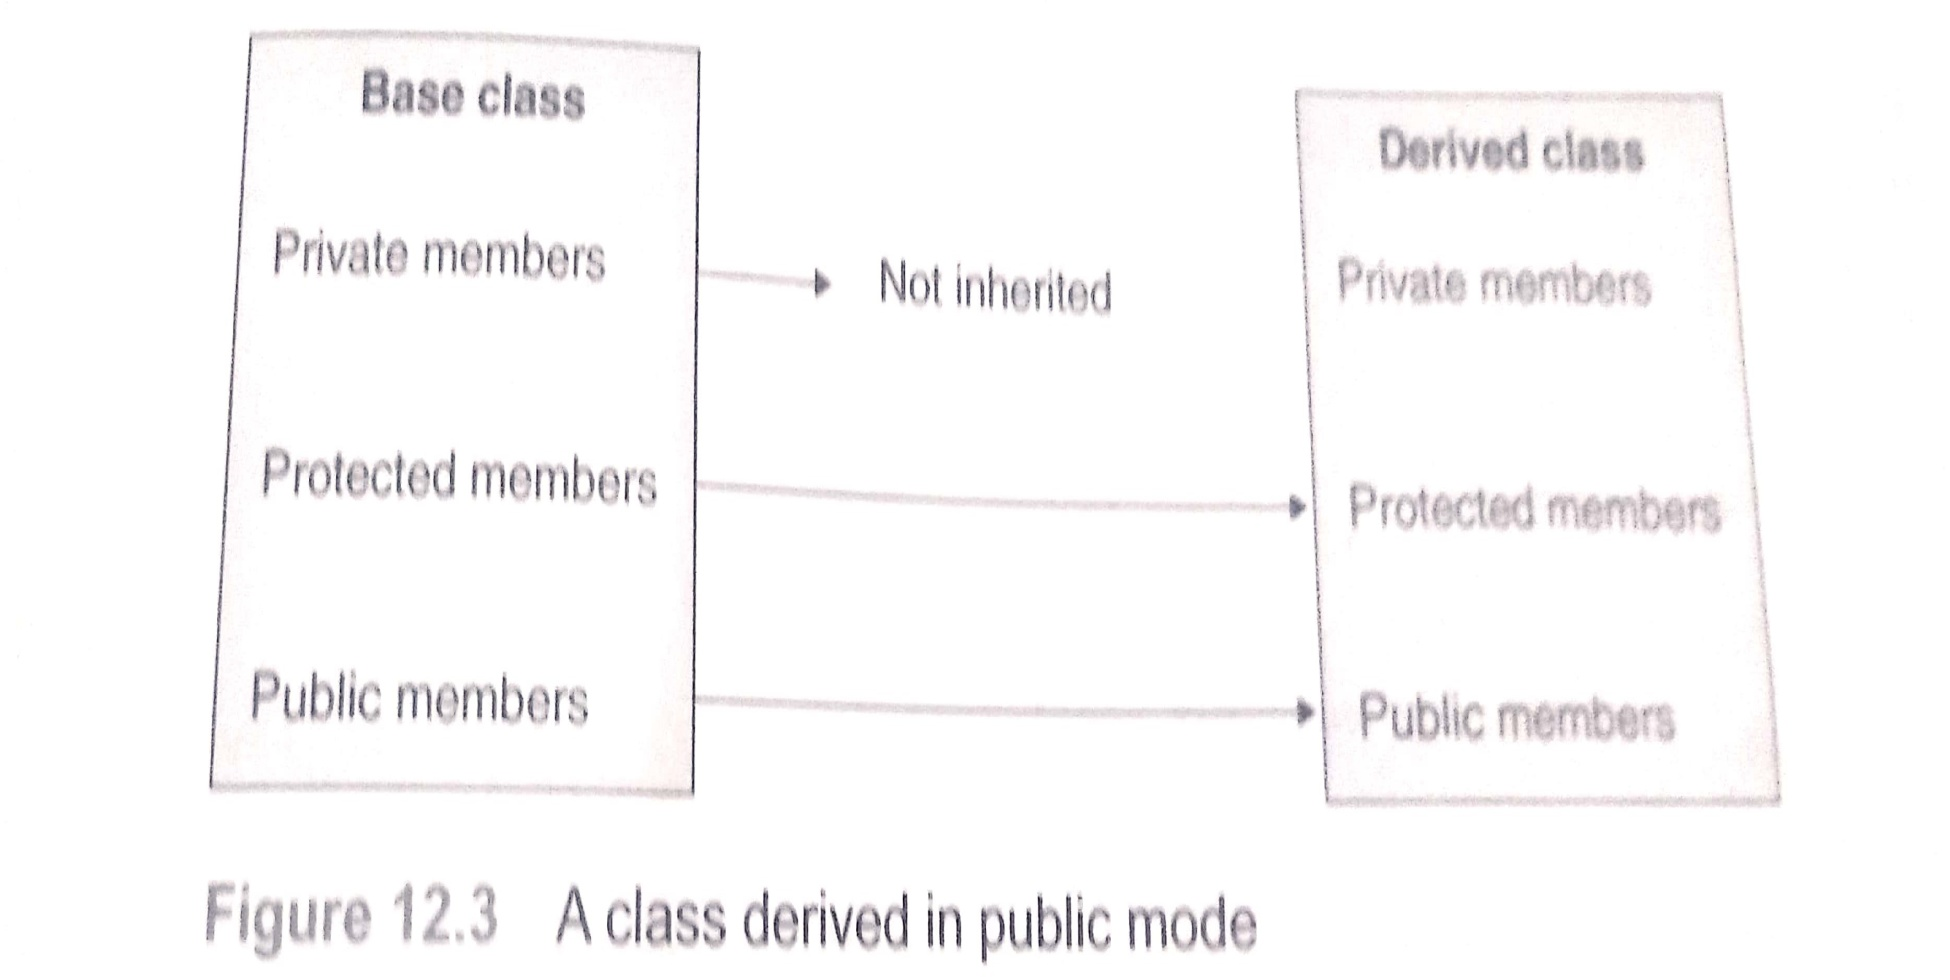 Base class
Derived class
Private members
Not inherited
Private members
Protected members
Protected members
Public members
Public members
Figure 12.3 A class derived in public mode